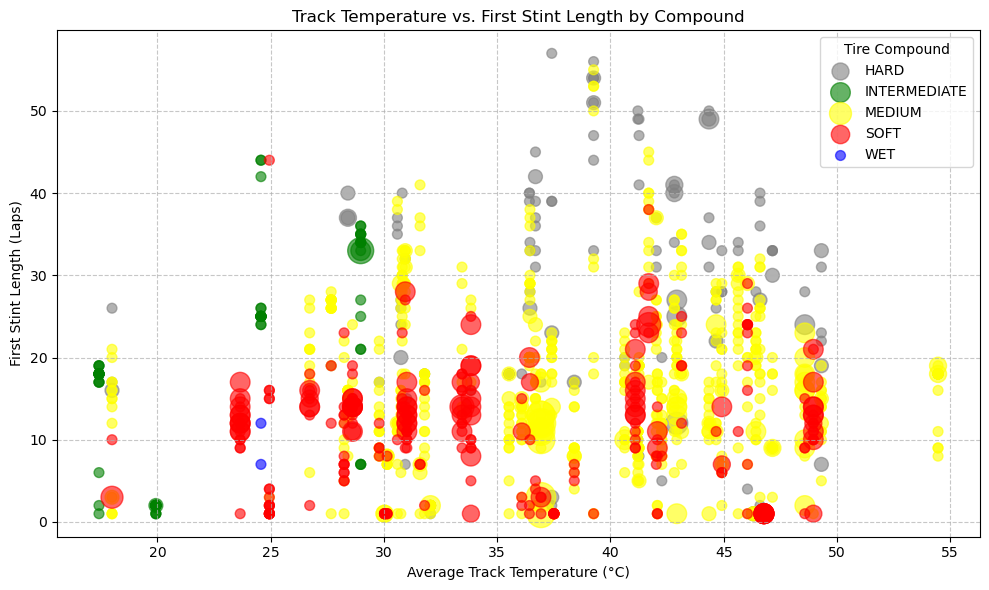 Track Temperature vs. First Stint Length by Compound
First Stint Length (Laps)
50
40
30
20
10
0
Tire Compound
HARD
INTERMEDIATE
MEDIUM
SOFT
WET
20 25 30 35 40 45 50 55
Average Track Temperature (°C)